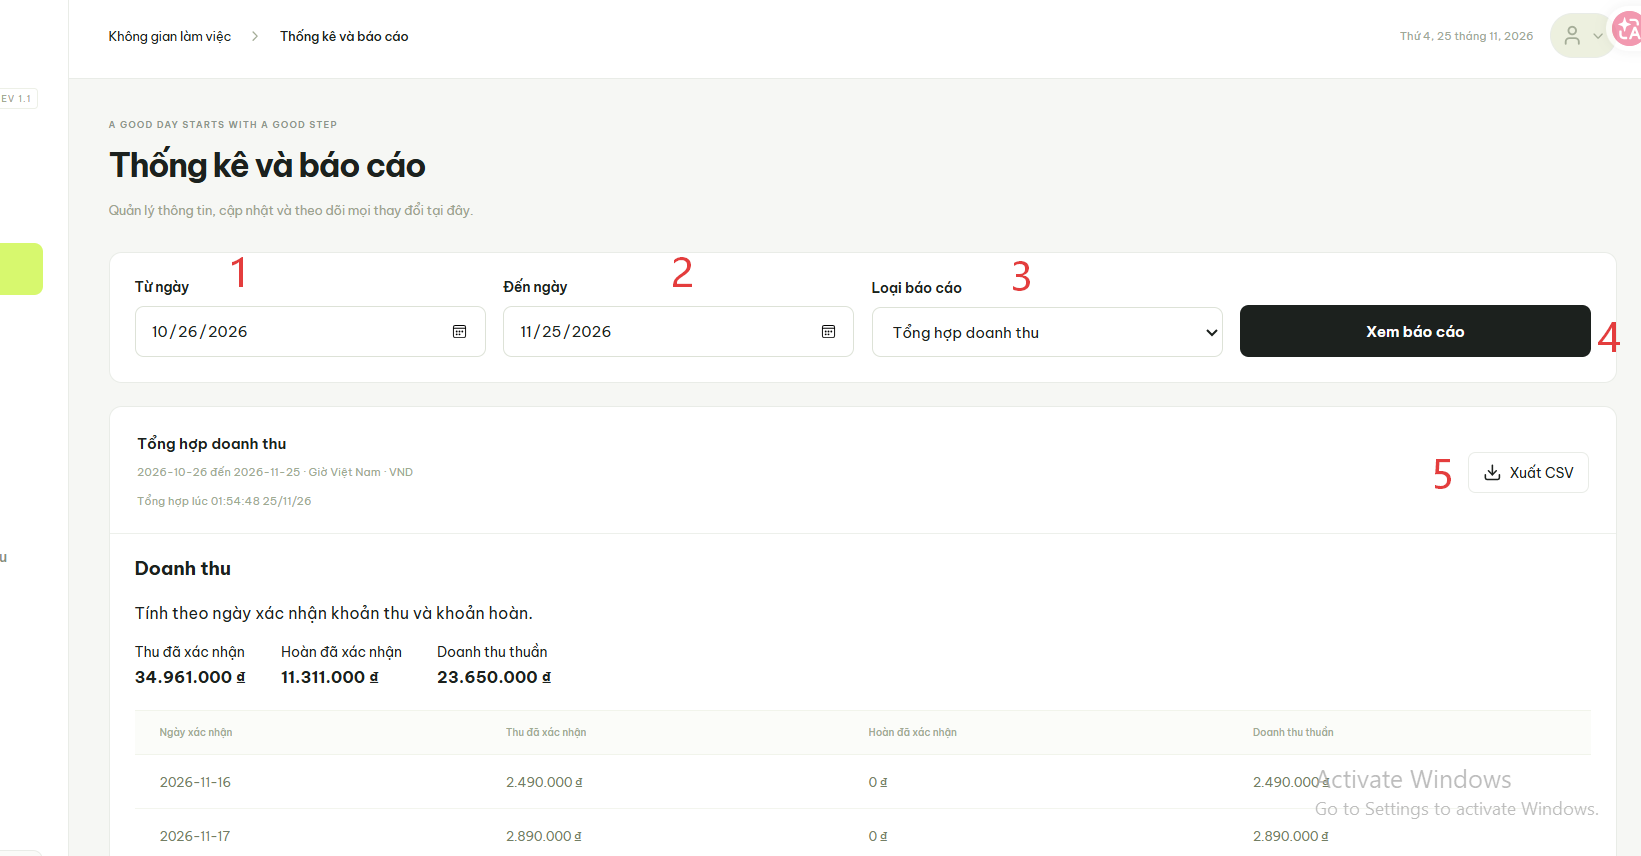 Không gian làm việc > Thống kê và báo cáo
Thứ 4, 25 tháng 11, 2026
EV 1.1
A GOOD DAY STARTS WITH A GOOD STEP
Thống kê và báo cáo
Quản lý thông tin, cập nhật và theo dõi mọi thay đổi tại đây.
1
2
3
Từ ngày
Đến ngày
Loại báo cáo
10/26/2026
11/25/2026
Tổng hợp doanh thu
Xem báo cáo
4
Tổng hợp doanh thu
2026-10-26 đến 2026-11-25 · Giờ Việt Nam · VND
Tổng hợp lúc 01:54:48 25/11/26
5
Xuất CSV
u
Doanh thu
Tính theo ngày xác nhận khoản thu và khoản hoàn.
Thu đã xác nhận
Hoàn đã xác nhận
Doanh thu thuần
34.961.000 ₫
11.311.000 ₫
23.650.000 ₫
Ngày xác nhận
Thu đã xác nhận
Hoàn đã xác nhận
Doanh thu thuần
2026-11-16
2.490.000 ₫
0 ₫
2.490.000 ₫
Activate Windows
Go to Settings to activate Windows.
2026-11-17
2.890.000 ₫
0 ₫
2.890.000 ₫